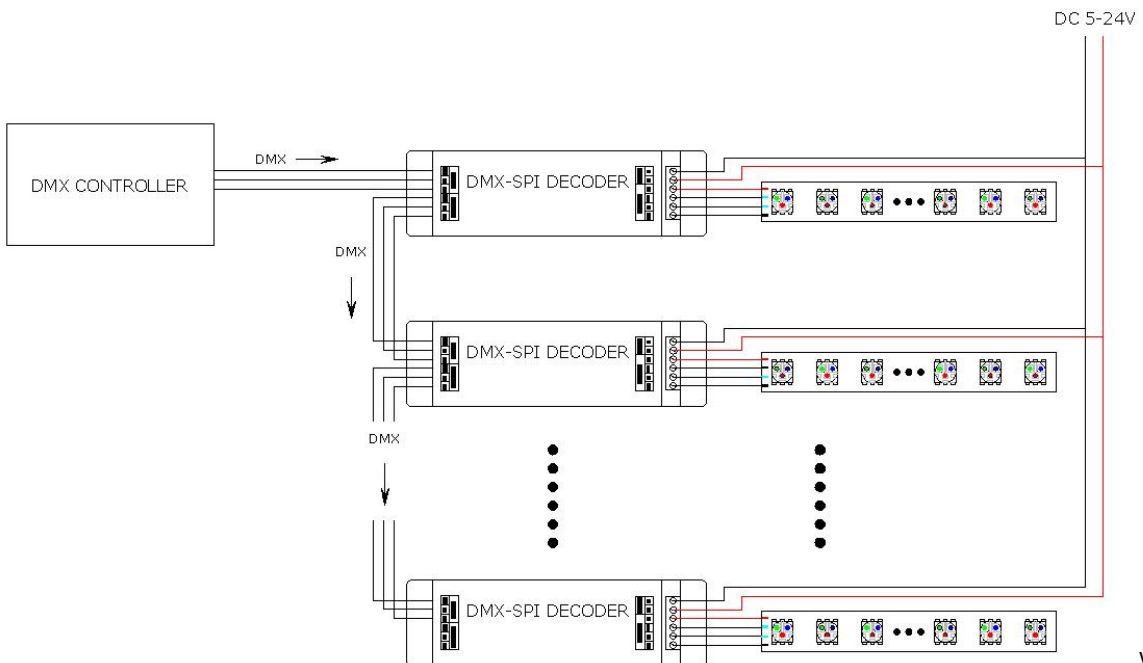 DC 5-24V
DMX
DMX CONTROLLER
DMX-SPI DECODER
DMX
DMX-SPI DECODER
DMX
DMX-SPI DECODER